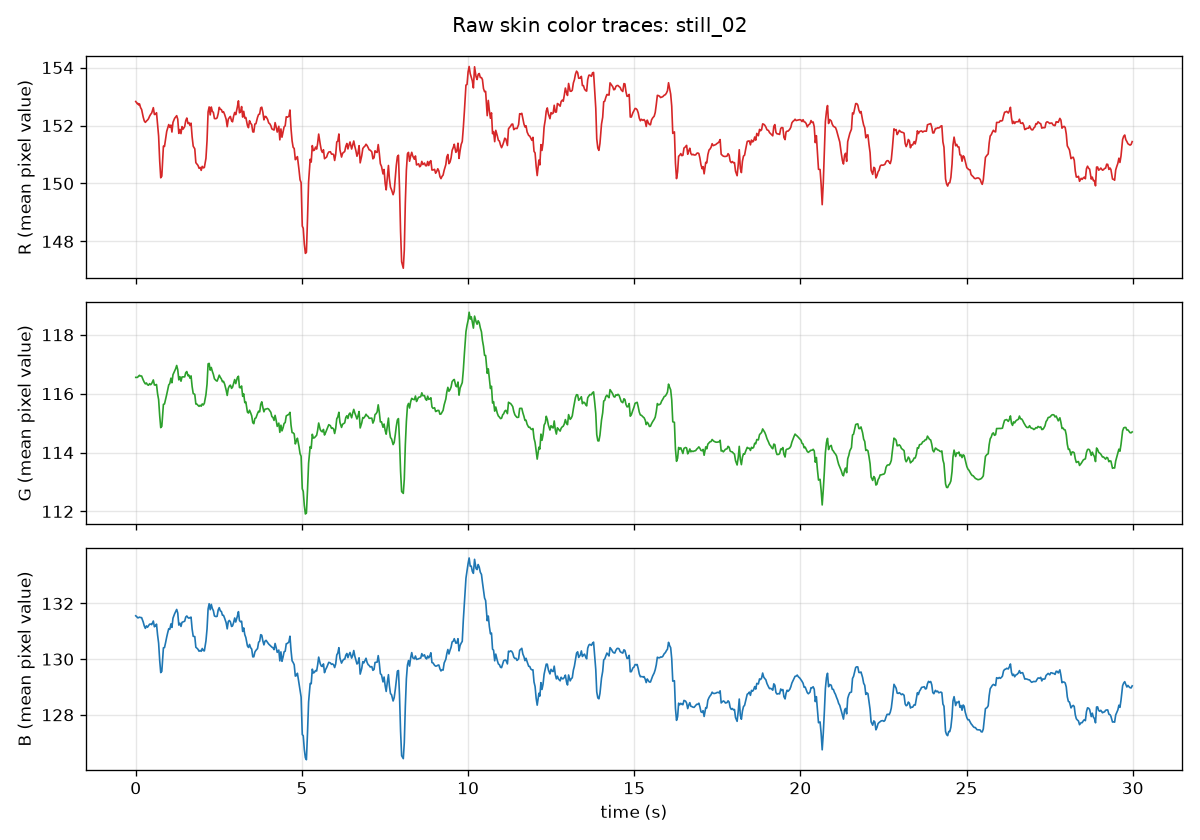 Raw skin color traces: still_02
R (mean pixel value)
154
152
150
148
G (mean pixel value)
118
116
114
112
B (mean pixel value)
132
130
128
0 5 10 15 20 25 30
time (s)